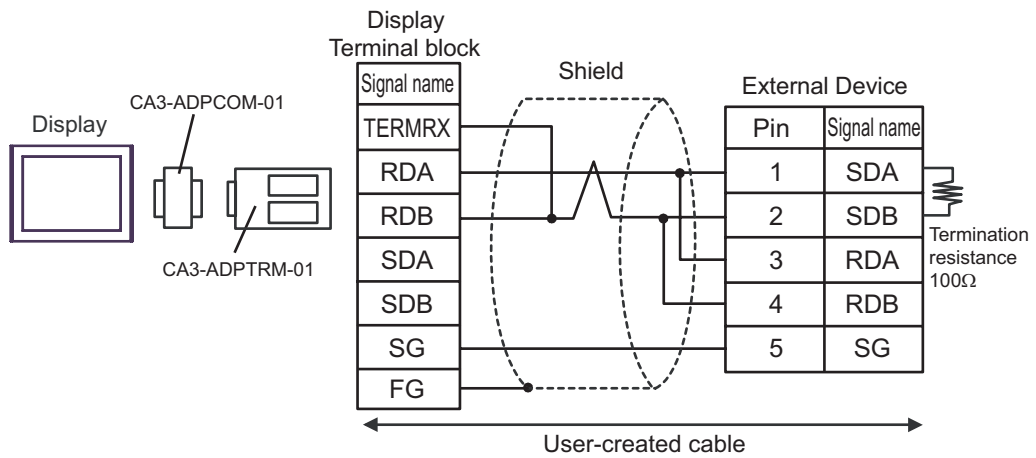 Display
Terminal block
Signal name
TERMRX
RDA
RDB
SDA
SDB
SG
FG
Shield
External Device
Pin Signal name
1 SDA
2 SDB
3 RDA
4 RDB
5 SG
Termination
resistance
100Ω
Display
CA3-ADPCOM-01
CA3-ADPTRM-01
User-created cable